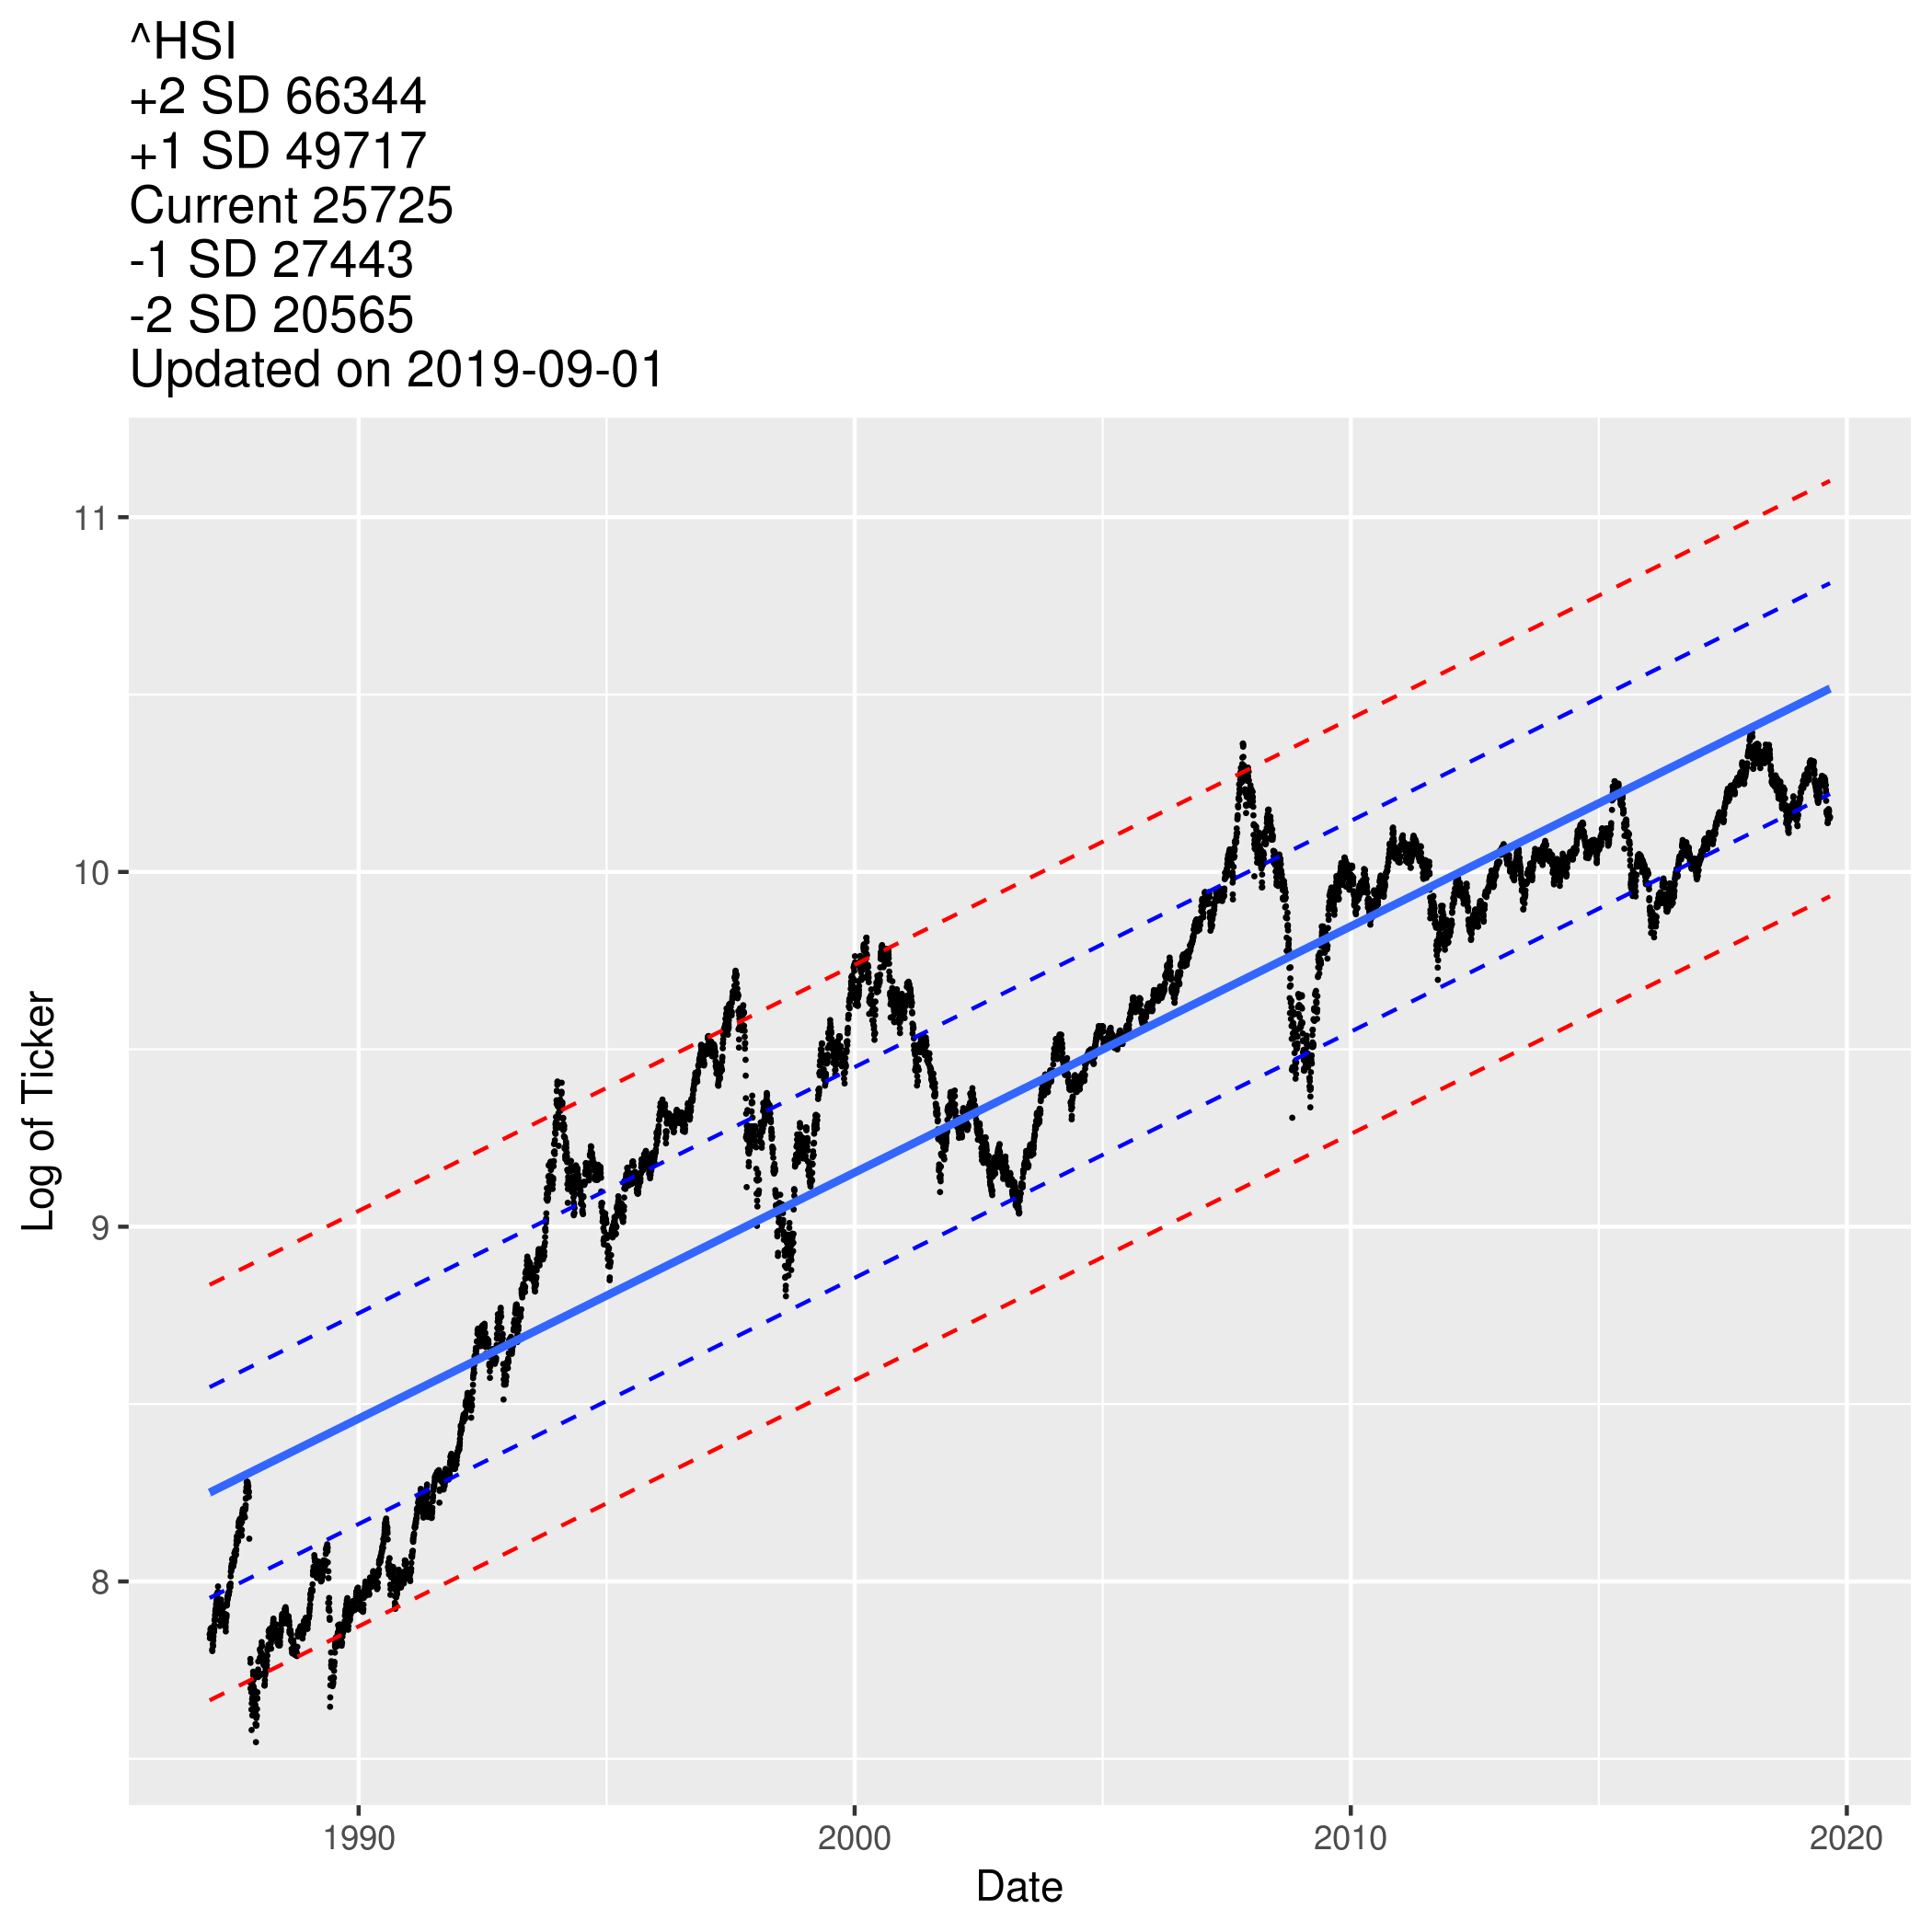 ^HSI
+2 SD 66344
+1 SD 49717
Current 25725
-1 SD 27443
-2 SD 20565
Updated on 2019-09-01
11
10
9
8
Log of Ticker
1990
2000
2010
2020
Date